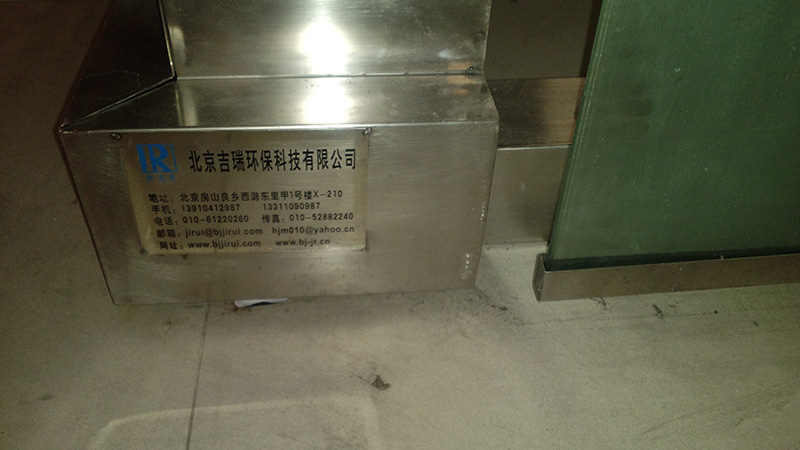 北京吉瑞环保科技有限公司
地址：北京房山良乡西潞东里甲1号楼X-210
手机：13910412987 13311090987
电话：010-61220260 传真：010-52882240
邮箱：jirui@bjjirui.com hjm010@yahoo.cn
网址：www.bjjirui.com www.bj-jr.cn